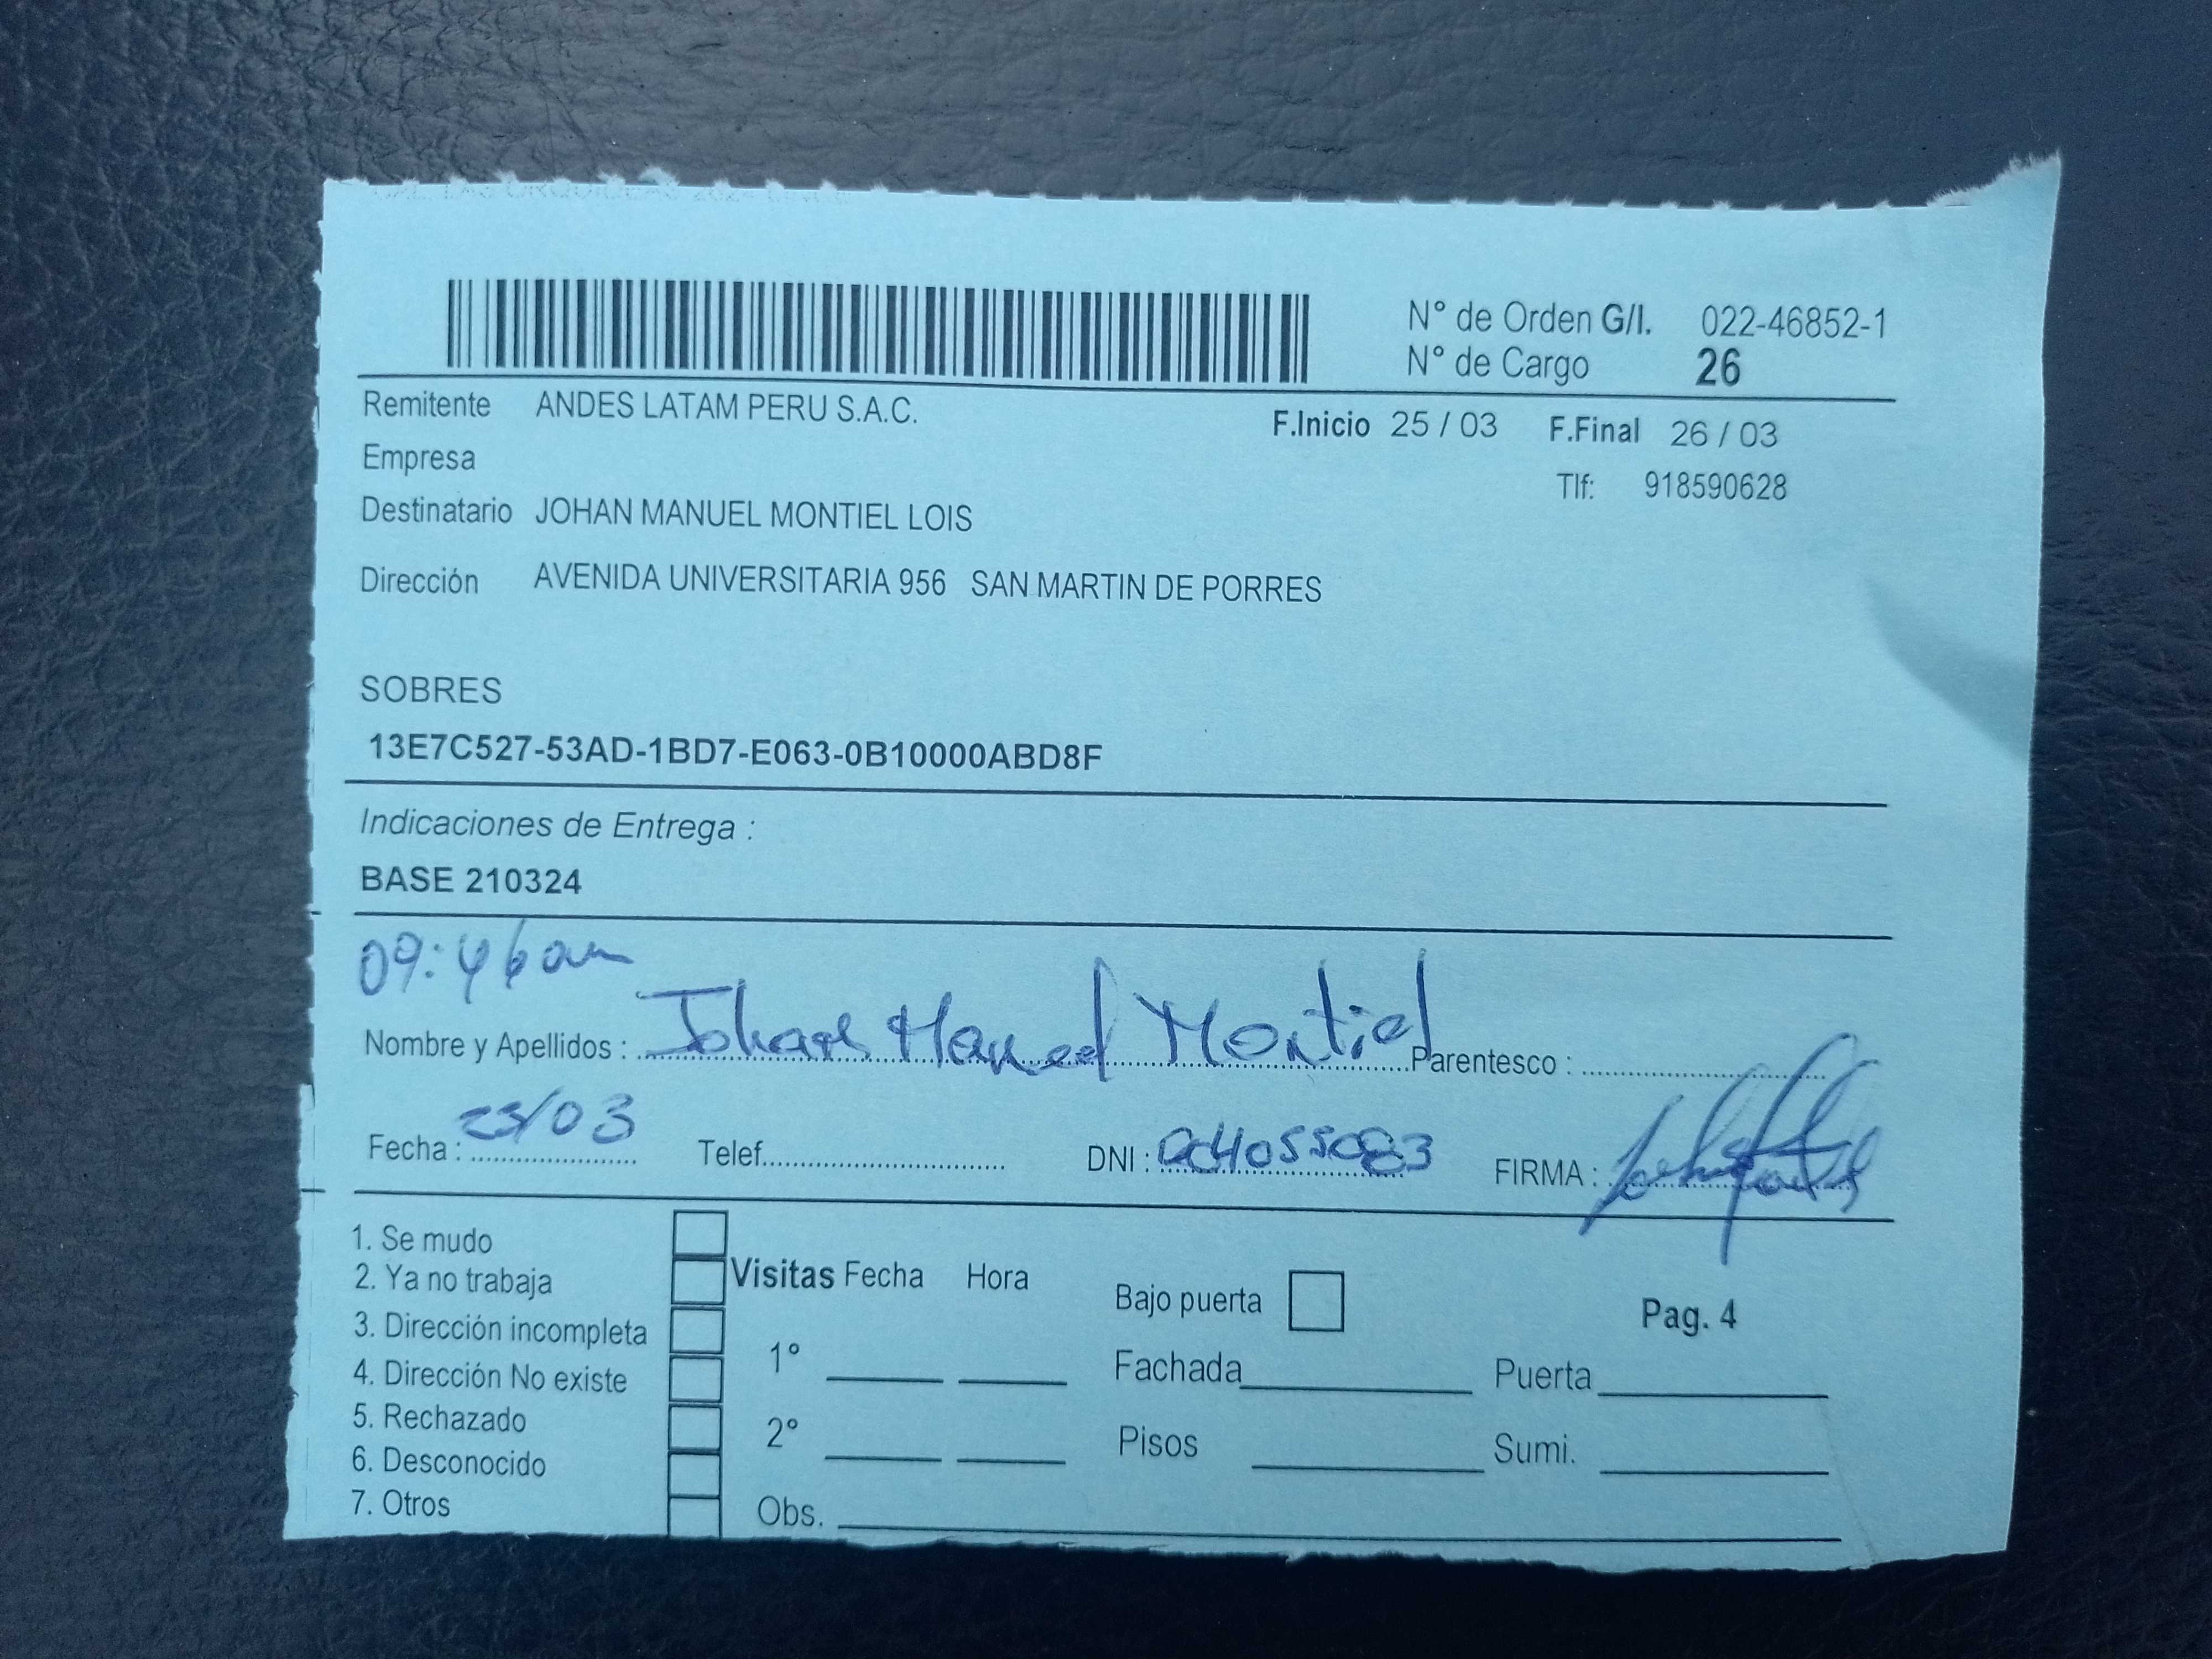 N° de Orden G/I. 022-46852-1
N° de Cargo 26
Remitente ANDES LATAM PERU S.A.C.
F.Inicio 25 / 03 F.Final 26 / 03
Empresa
Tlf: 918590628
Destinatario JOHAN MANUEL MONTIEL LOIS
Dirección AVENIDA UNIVERSITARIA 956 SAN MARTIN DE PORRES
SOBRES
13E7C527-53AD-1BD7-E063-0B10000ABD8F
Indicaciones de Entrega :
BASE 210324
09:46am
Nombre y Apellidos : Johan Manuel Montiel Parentesco :
Fecha : 25/03 Telef. DNI : FIRMA :
1. Se mudo
2. Ya no trabaja
3. Dirección incompleta
4. Dirección No existe
5. Rechazado
6. Desconocido
7. Otros
Visitas Fecha Hora
1°
2°
Obs.
Bajo puerta
Fachada
Pisos
Pag. 4
Puerta
Sumi.